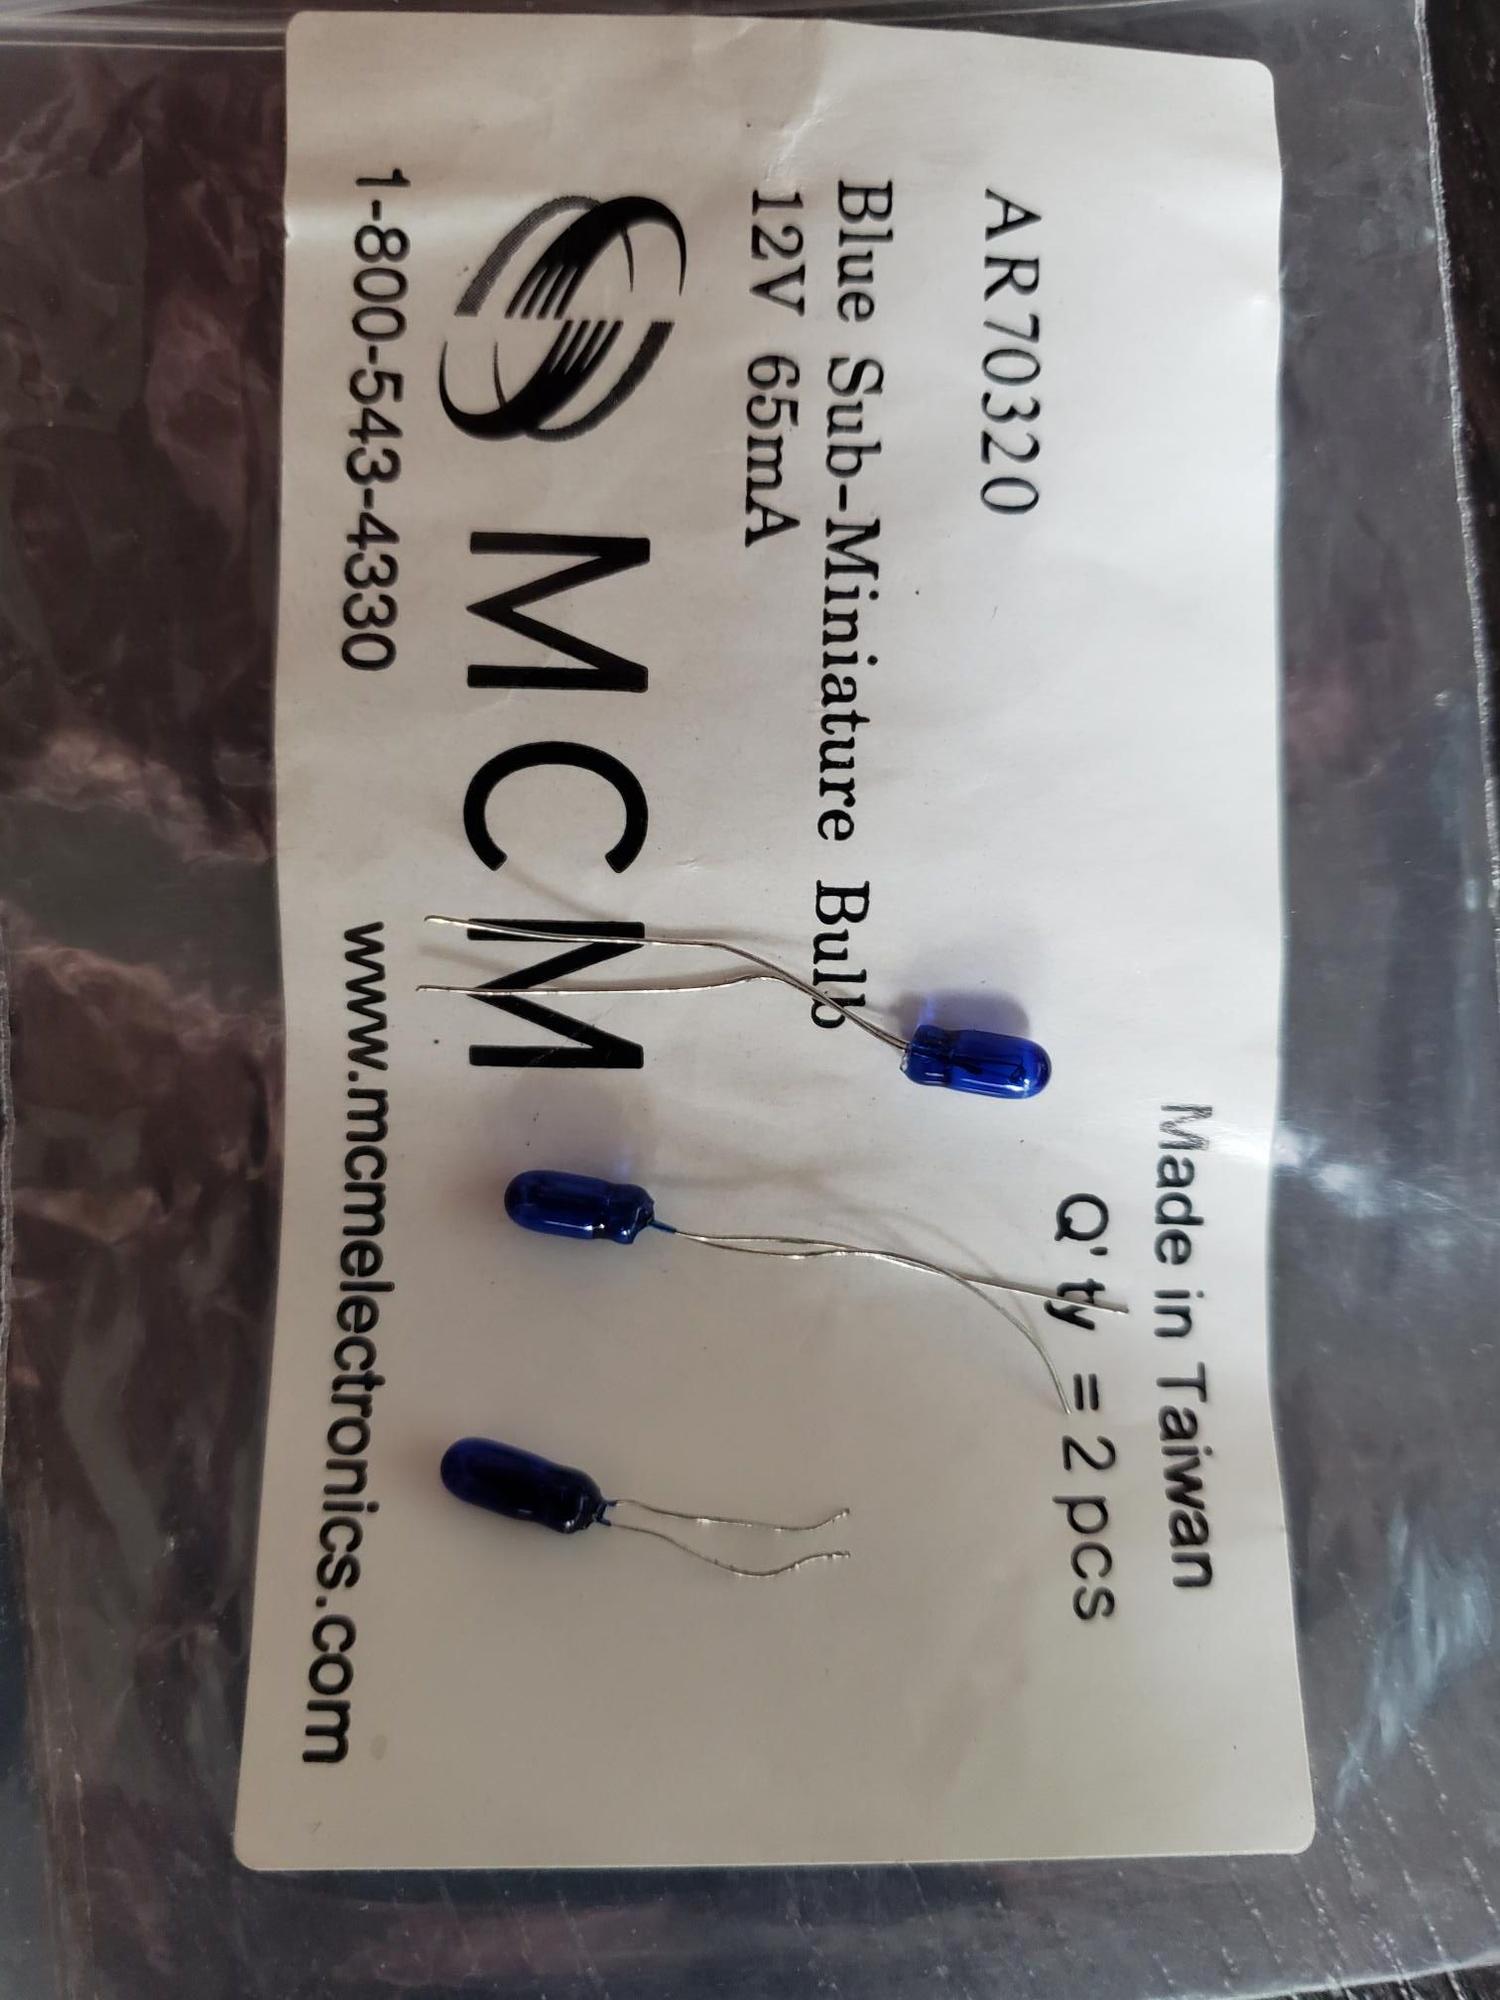 Made in Taiwan
AR70320
Q'ty = 2 pcs
Blue Sub-Miniature Bulb
12V 65mA
MCM
1-800-543-4330
www.mcmelectronics.com